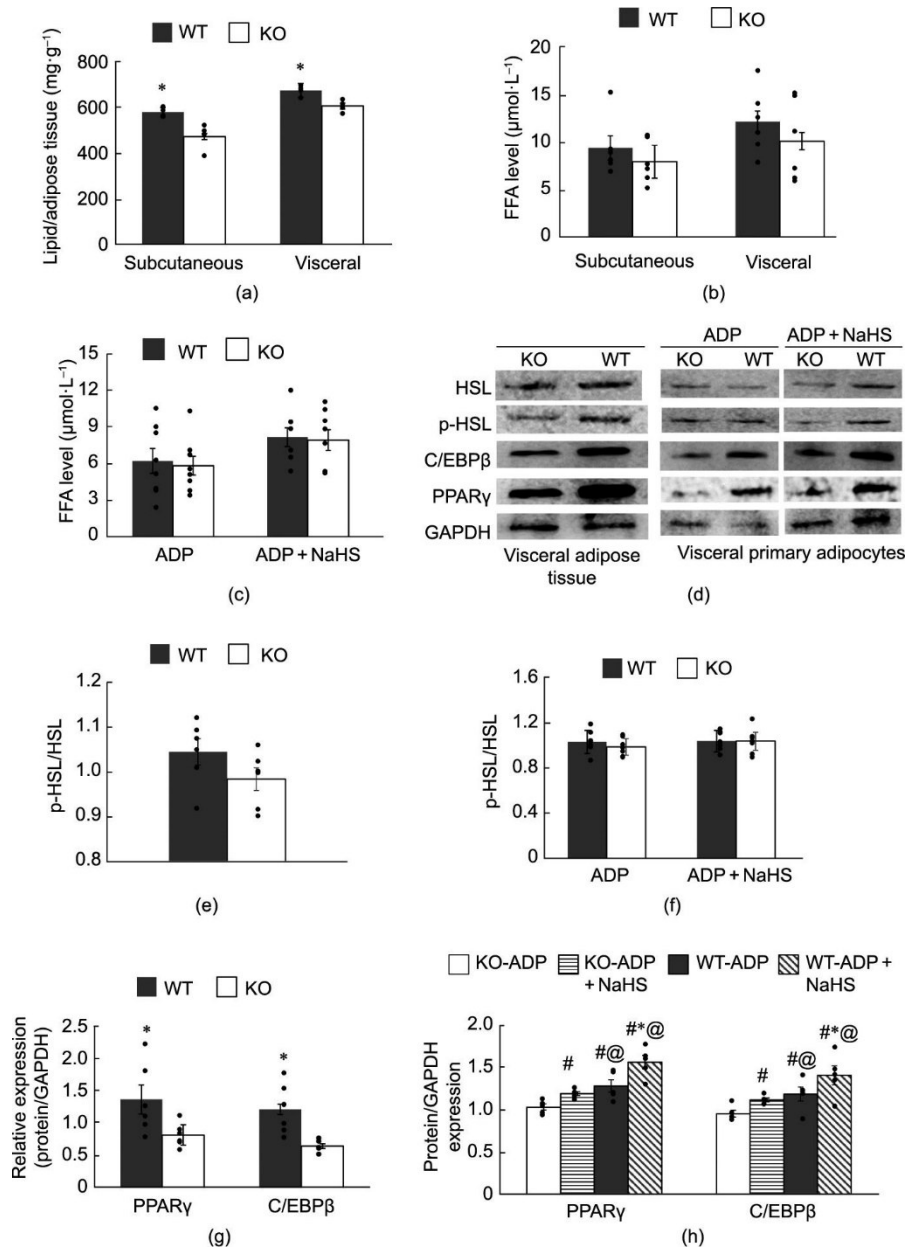 WT KO
Lipid/adipose tissue (mg·g⁻¹)
800
600
400
200
0
*
*
Subcutaneous Visceral
(a)
WT KO
FFA level (µmol·L⁻¹)
20
15
10
5
0
Subcutaneous Visceral
(b)
WT KO
FFA level (µmol·L⁻¹)
15
12
9
6
3
0
ADP ADP + NaHS
(c)
ADP ADP + NaHS
KO WT KO WT KO WT
HSL
p-HSL
C/EBPβ
PPARγ
GAPDH
Visceral adipose
tissue
Visceral primary adipocytes
(d)
WT KO
p-HSL/HSL
1.2
1.1
1.0
0.9
0.8
(e)
WT KO
p-HSL/HSL
1.6
1.2
0.8
0.4
0
ADP ADP + NaHS
(f)
WT KO
Relative expression
(protein/GAPDH)
2.5
2.0
1.5
1.0
0.5
0
*
*
PPARγ C/EBPβ
(g)
KO-ADP KO-ADP
+ NaHS
WT-ADP WT-ADP +
NaHS
Protein/GAPDH
expression
2.0
1.5
1.0
0.5
0
# #@ #*@
# #@ #*@
PPARγ C/EBPβ
(h)